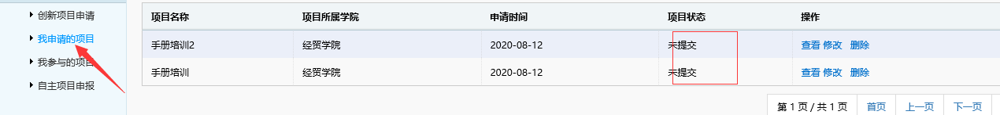 创新项目申请
我申请的项目
我参与的项目
自主项目申报
项目名称 项目所属学院 申请时间 项目状态 操作
手册培训2 经贸学院 2020-08-12 未提交 查看 修改 删除
手册培训 经贸学院 2020-08-12 未提交 查看 修改 删除
第 1 页 / 共 1 页 首页 上一页 下一页